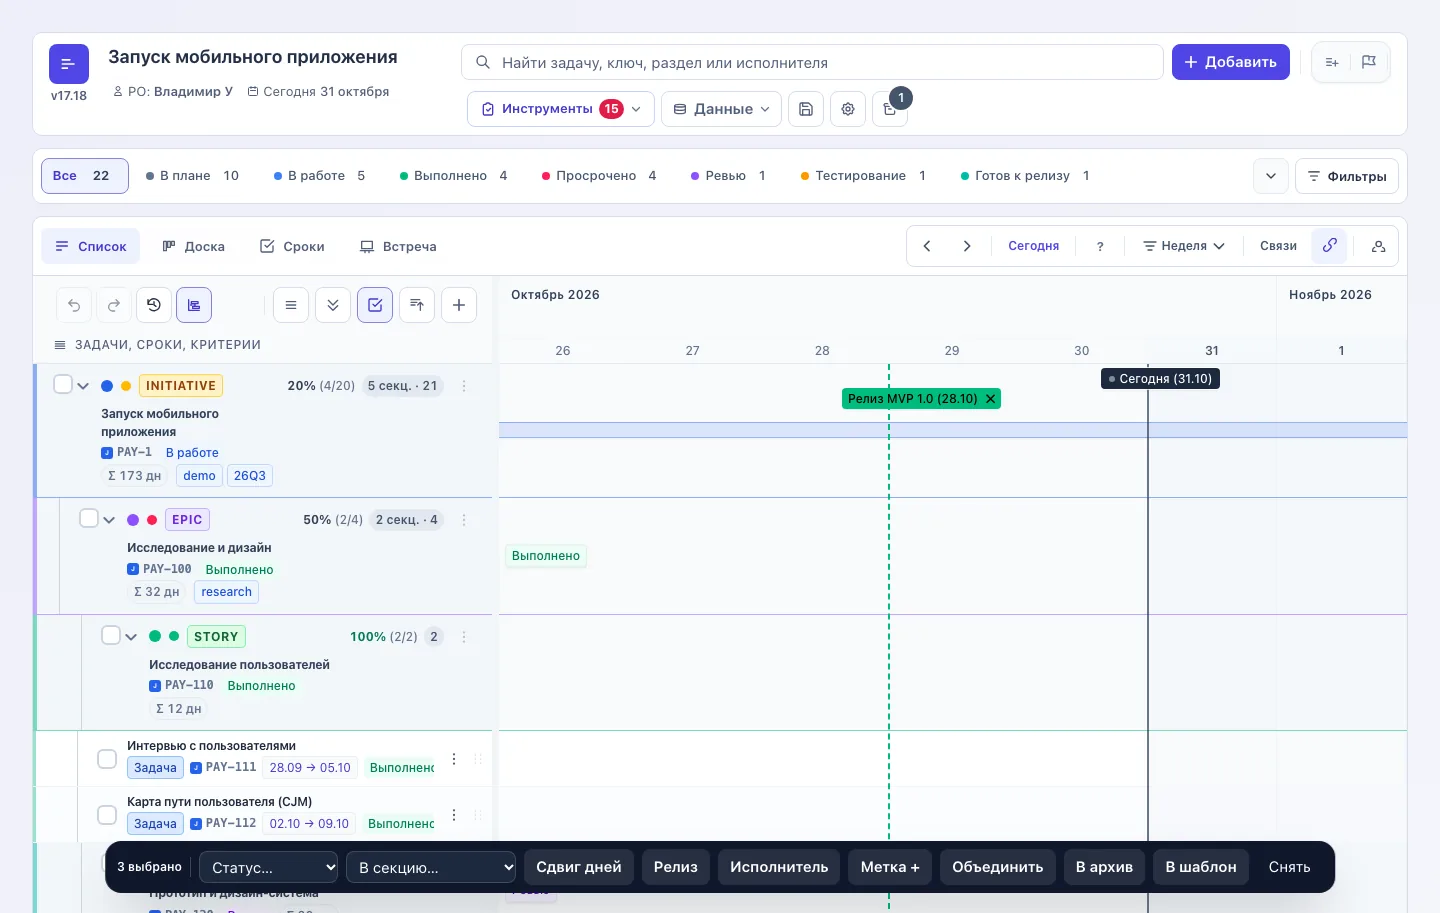 Запуск мобильного приложения
v17.18
PO: Владимир У
Сегодня 31 октября
Найти задачу, ключ, раздел или исполнителя
Добавить
Инструменты 15
Данные
1
Все 22
В плане 10
В работе 5
Выполнено 4
Просрочено 4
Ревью 1
Тестирование 1
Готов к релизу 1
Фильтры
Список
Доска
Сроки
Встреча
Сегодня
?
Неделя
Связи
ЗАДАЧИ, СРОКИ, КРИТЕРИИ
Октябрь 2026
Ноябрь 2026
26 27 28 29 30 31 1
Сегодня (31.10)
Релиз MVP 1.0 (28.10) ✕
INITIATIVE 20% (4/20) 5 секц. · 21
Запуск мобильного
приложения
PAY-1 В работе
Σ 173 дн demo 26Q3
EPIC 50% (2/4) 2 секц. · 4
Исследование и дизайн
PAY-100 Выполнено
Σ 32 дн research
Выполнено
STORY 100% (2/2) 2
Исследование пользователей
PAY-110 Выполнено
Σ 12 дн
Интервью с пользователями
Задача PAY-111 28.09 → 05.10 Выполнено
Карта пути пользователя (CJM)
Задача PAY-112 02.10 → 09.10 Выполнено
3 выбрано
Статус...
В секцию...
Сдвиг дней
Релиз
Исполнитель
Метка +
Объединить
В архив
В шаблон
Снять